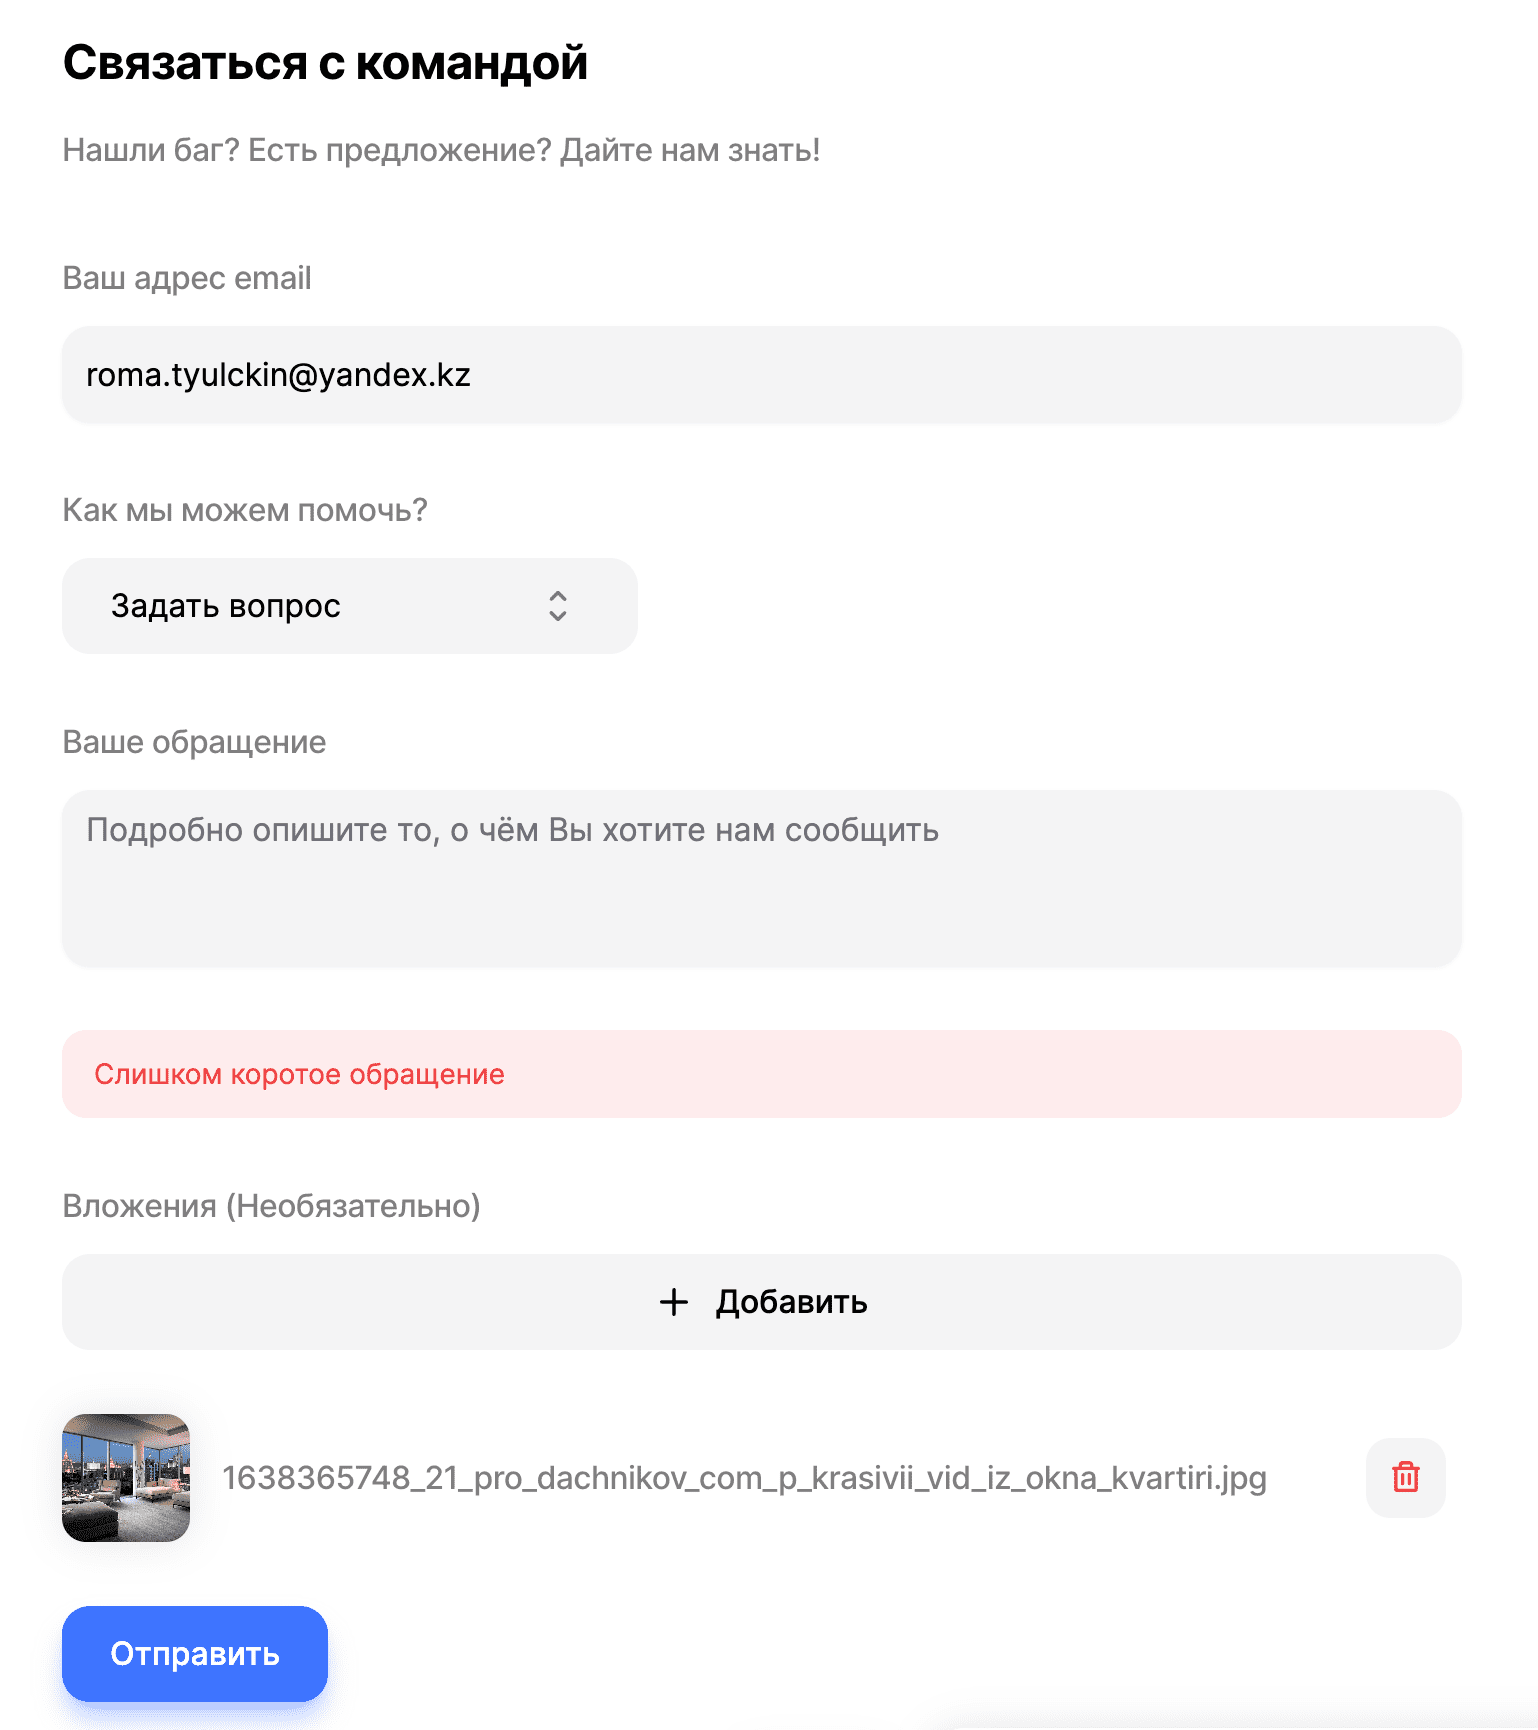 Связаться с командой
Нашли баг? Есть предложение? Дайте нам знать!
Ваш адрес email
roma.tyulckin@yandex.kz
Как мы можем помочь?
Задать вопрос
Ваше обращение
Подробно опишите то, о чём Вы хотите нам сообщить
Слишком коротое обращение
Вложения (Необязательно)
Добавить
1638365748_21_pro_dachnikov_com_p_krasivii_vid_iz_okna_kvartiri.jpg
Отправить